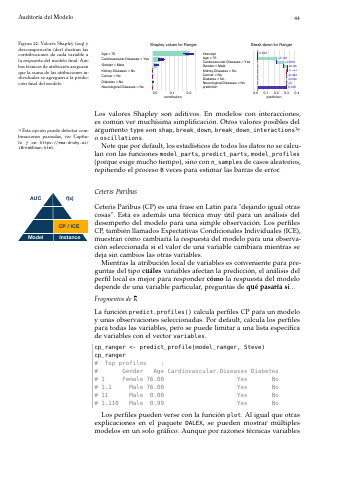 Auditoría del Modelo
44
Figura 22: Valores Shapley (izq.) y
descomposición (der.) ilustran las
contribuciones de cada variable a
la respuesta del modelo final. Am-
bas técnicas de atribución aseguran
que la suma de las atribuciones in-
dividuales se agreguen a la predic-
ción final del modelo.
Shapley values for Ranger
Age = 76
Cardiovascular.Diseases = Yes
Gender = Male
Kidney.Diseases = No
Cancer = No
Diabetes = No
Neurological.Diseases = No
0.0 0.1 0.2
contribution
Break down for Ranger
intercept
Age = 76
Cardiovascular.Diseases = Yes
Gender = Male
Kidney.Diseases = No
Cancer = No
Diabetes = No
Neurological.Diseases = No
prediction
0.0 0.1 0.2 0.3 0.4
Los valores Shapley son aditivos. En modelos con interacciones,
es común ver muchísima simplificación. Otros valores posibles del
argumento type son shap, break_down, break_down_interactions
o oscillations.
Note que por default, los estadísticos de todos los datos no se calcu-
lan con las funciones model_parts, predict_parts, model_profiles
(porque exige mucho tiempo), sino con n_samples de casos aleatorios,
repitiendo el proceso B veces para estimar las barras de error.
Esta opción puede detectar com-
binaciones pareadas, ver Capítu-
iBreakDown.html.
Ceteris Paribus
AUC
f(x)
CP / ICE
Model
Instance
Ceteris Paribus (CP) es una frase en Latin para "dejando igual otras
cosas". Esta es además una técnica muy útil para un análisis del
desempeño del modelo para una simple observación. Los perfiles
CP, también llamados Expectativas Condicionales Individuales (ICE),
muestran cómo cambiaría la respuesta del modelo para una observa-
ción seleccionada si el valor de una variable cambiara mientras se
deja sin cambios las otras variables.
Mientras la atribución local de variables es conveniente para pre-
guntas del tipo cuáles variables afectan la predicción, el análisis del
perfil local es mejor para responder cómo la respuesta del modelo
depende de una variable particular, preguntas de qué pasaría si...
Fragmentos de R
La función predict.profiles() calcula perfiles CP para un modelo
y unas observaciones seleccionadas. Por default, calcula los perfiles
para todas las variables, pero se puede limitar a una lista específica
de variables con el vector variables.
cp_ranger <- predict_profile(model_ranger, Steve)
cp_ranger
# Top profiles :
# Gender Age Cardiovascular.Diseases Diabetes
# 1 Female 76.00 Yes No
# 1.1 Male 76.00 Yes No
# 11 Male 0.00 Yes No
# 1.110 Male 0.99 Yes No
Los perfiles pueden verse con la función plot. Al igual que otras
explicaciones en el paquete DALEX, se pueden mostrar múltiples
modelos en un solo gráfico. Aunque por razones técnicas variables